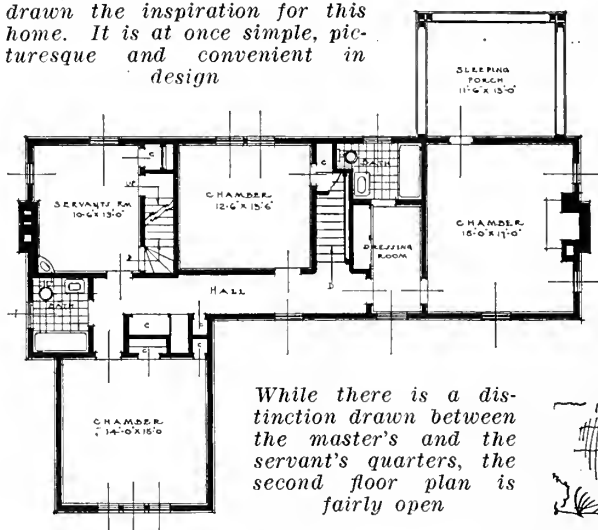 drawn the inspiration for this
home. It is at once simple, pic-
turesque and convenient in
design
SLEEPING
PORCH
11'-6" X 13'-0"
C
UP
SERVANTS RM
10'-6" X 13'-0"
CHAMBER
12'-6" X 13'-6"
C
BATH
CHAMBER
15'-0" X 17'-0"
DRESSING
ROOM
D
HALL
BATH
C
C
C
C
CHAMBER
14'-0" X 15'-0
While there is a dis-
tinction drawn between
the master's and the
servant's quarters, the
second floor plan is
fairly open